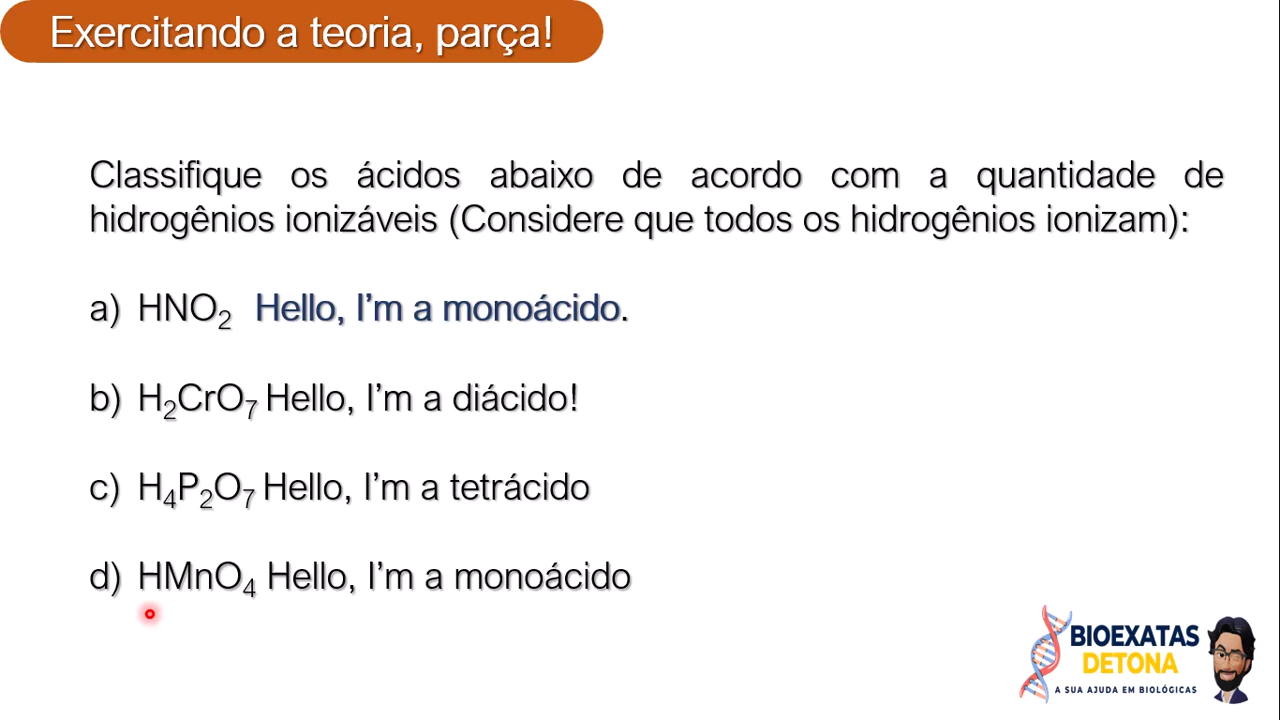 Exercitando a teoria, parça!
Classifique os ácidos abaixo de acordo com a quantidade de
hidrogênios ionizáveis (Considere que todos os hidrogênios ionizam):
a) HNO₂ Hello, I’m a monoácido.
b) H₂CrO₇ Hello, I’m a diácido!
c) H₄P₂O₇ Hello, I’m a tetrácido
d) HMnO₄ Hello, I’m a monoácido
BIOEXATAS
DETONA
A SUA AJUDA EM BIOLÓGICAS